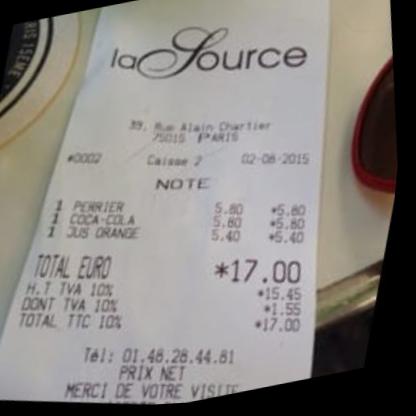 RIS 15EME
la Source
39, Rue Alain Chartier
75015 PARIS
#0002 Caisse 2 02-08-2015
NOTE
1 PERRIER 5.80 *5.80
1 COCA-COLA 5.80 *5.80
1 JUS ORANGE 5.40 *5.40
TOTAL EURO *17.00
H.T TVA 10% *15.45
DONT TVA 10% *1.55
TOTAL TTC 10% *17.00
Tél: 01.48.28.44.81
PRIX NET
MERCI DE VOTRE VISITE